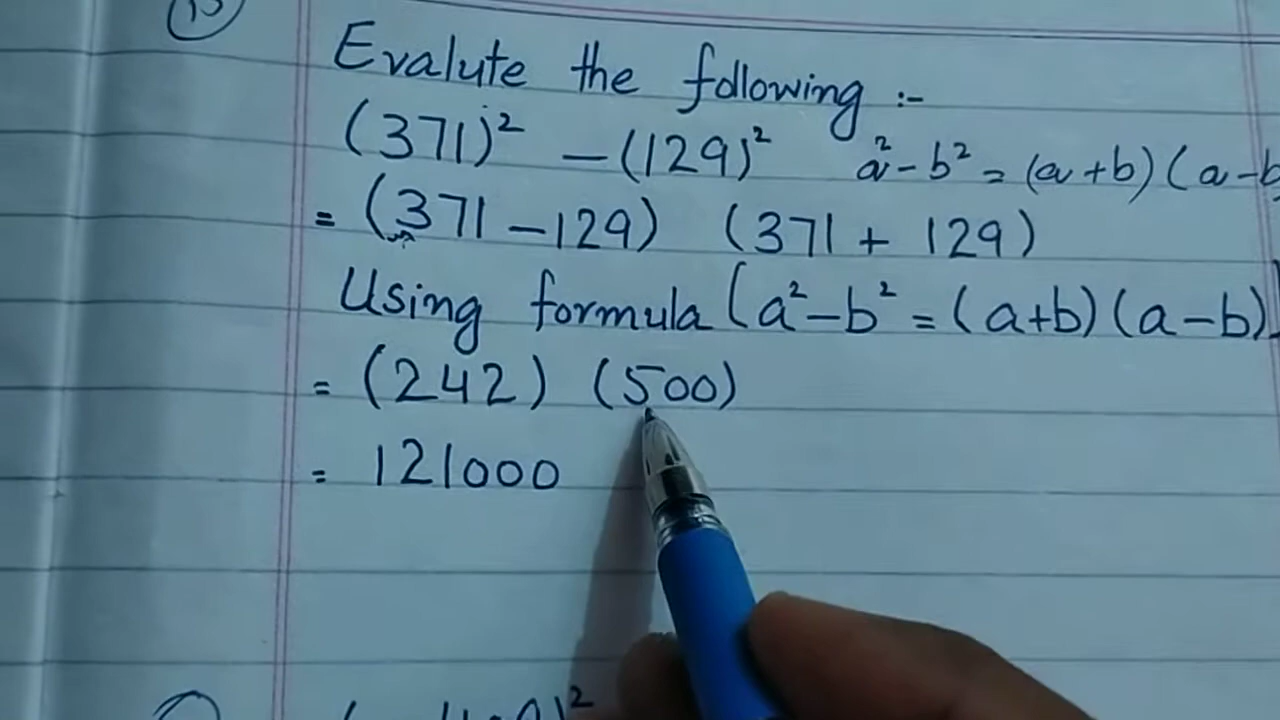 Evalute the following :-
(371)² - (129)² a² - b² = (a + b) (a - b
= (371 - 129) (371 + 129)
Using formula (a² - b² = (a+b) (a - b)]
= (242) (500)
= 121000